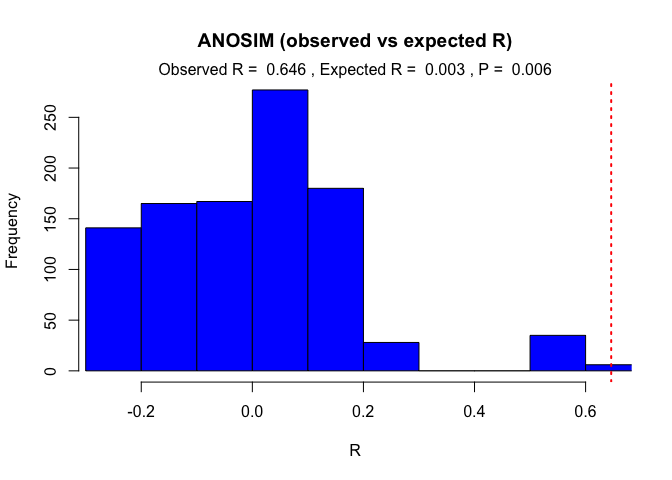 ANOSIM (observed vs expected R)
Observed R =  0.646 , Expected R =  0.003 , P =  0.006
250
200
150
100
50
0
Frequency
-0.2
0.0
0.2
0.4
0.6
R